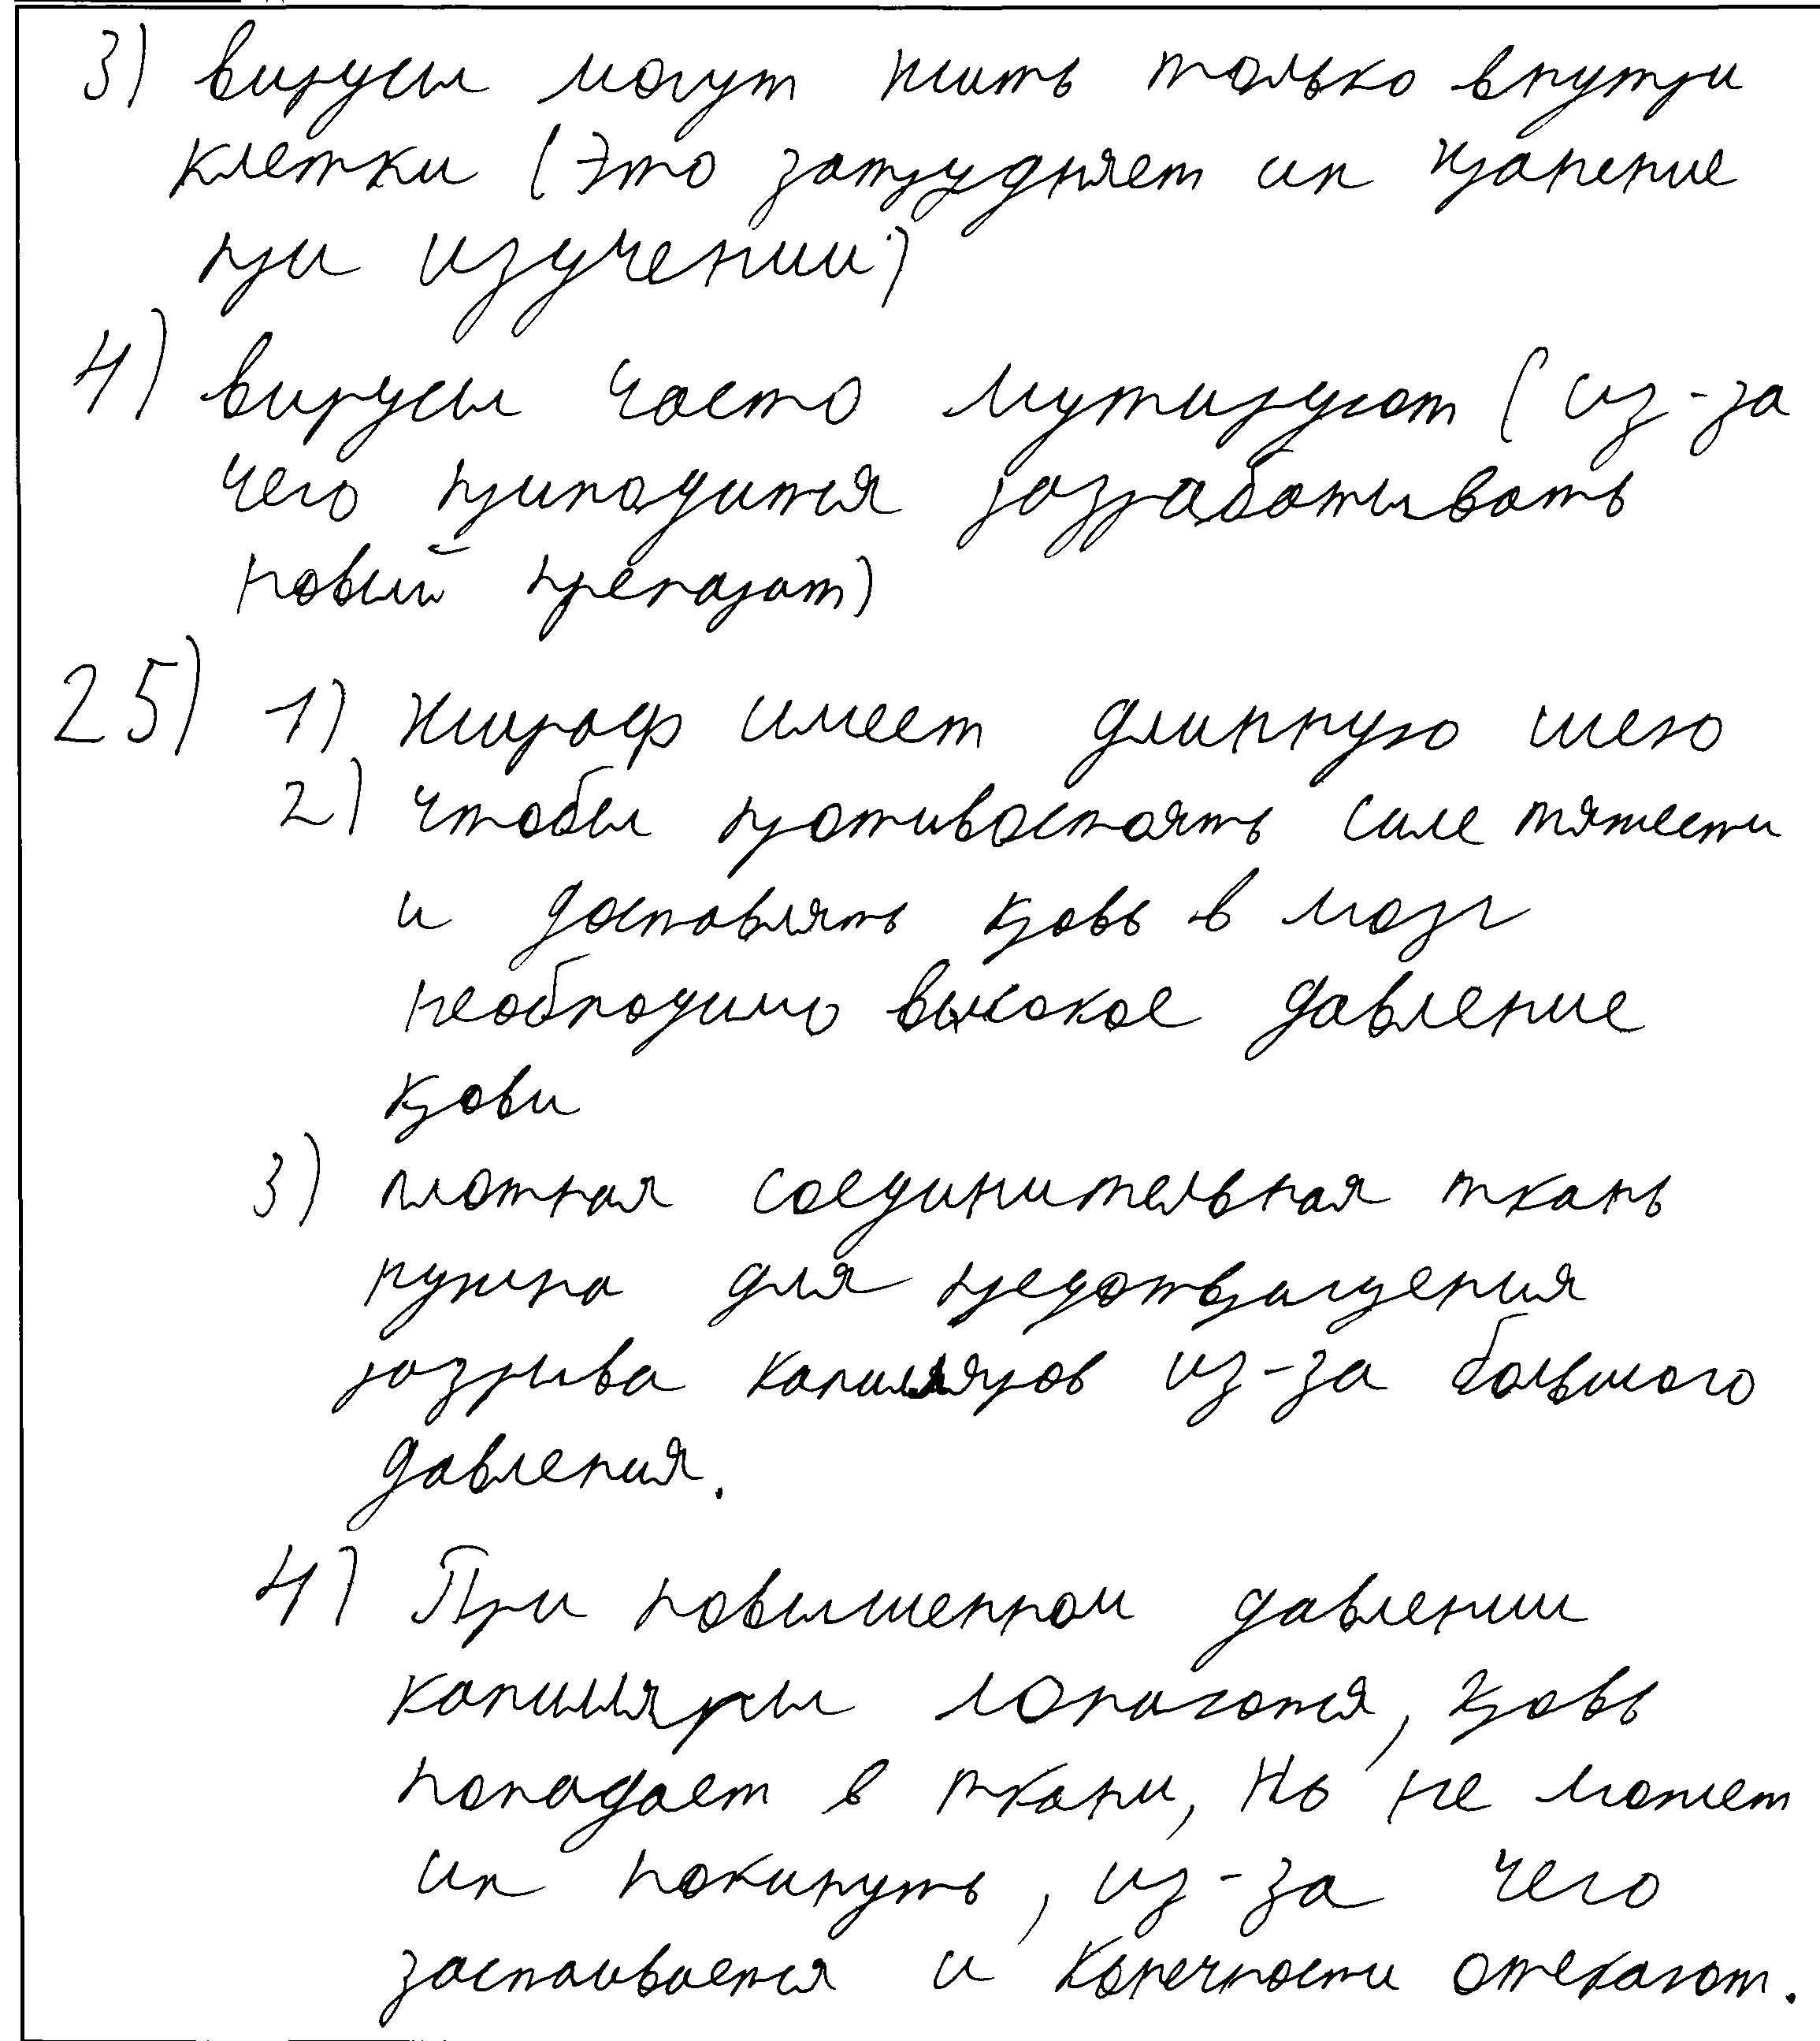 3) вирусы могут жить только внутри
клетки (Это затрудняет их хранение
при изучении)
4) вирусы часто мутируют (из-за
чего приходится разрабатывать
новый препарат)
25) 1) Жираф имеет длинную шею
2) чтобы противостоять силе тяжести
и доставлять кровь в мозг
необходимо высокое давление
крови
3) плотная соединительная ткань
нужна для предотвращения
разрыва капилляров из-за большого
давления.
4) При повышенном давлении
капилляры лопаются, кровь
попадает в ткани, но не может
их покинуть, из-за чего
застаивается и конечности отекают.